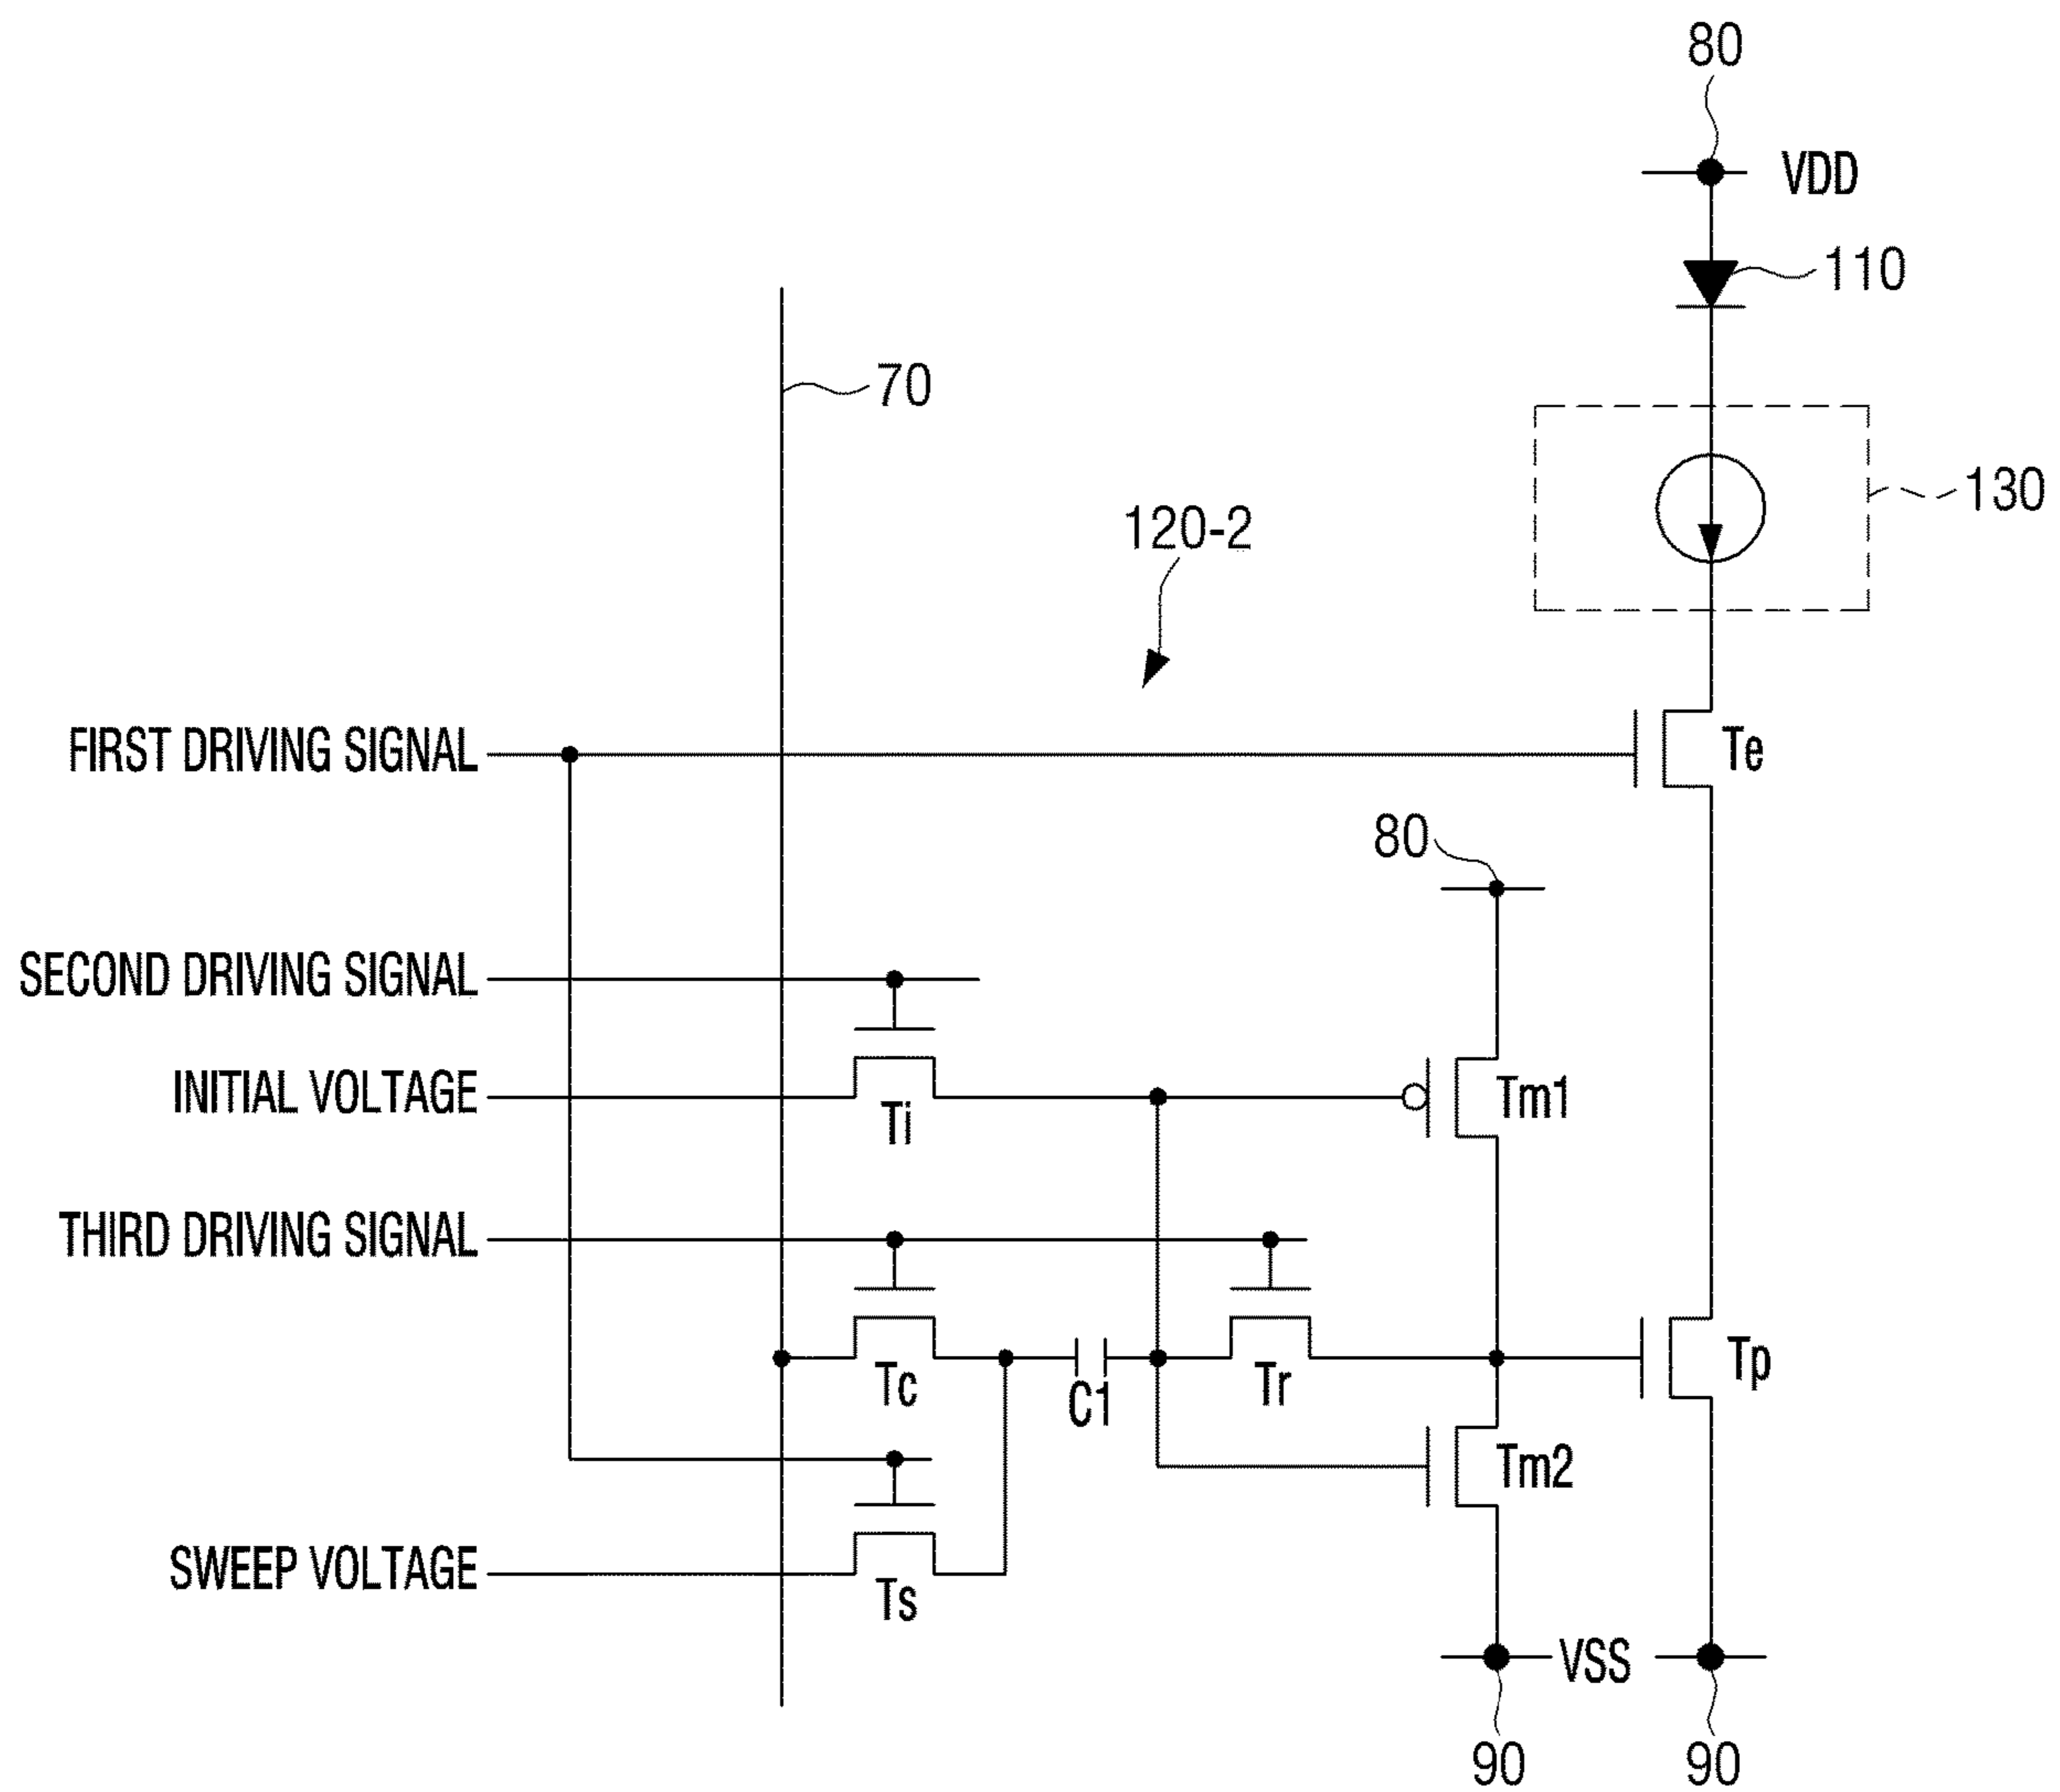 80
VDD
110
70
130
120-2
FIRST DRIVING SIGNAL
Te
80
SECOND DRIVING SIGNAL
INITIAL VOLTAGE
Ti
Tm1
THIRD DRIVING SIGNAL
Tc
C1
Tr
Tp
Tm2
SWEEP VOLTAGE
Ts
VSS
90
90